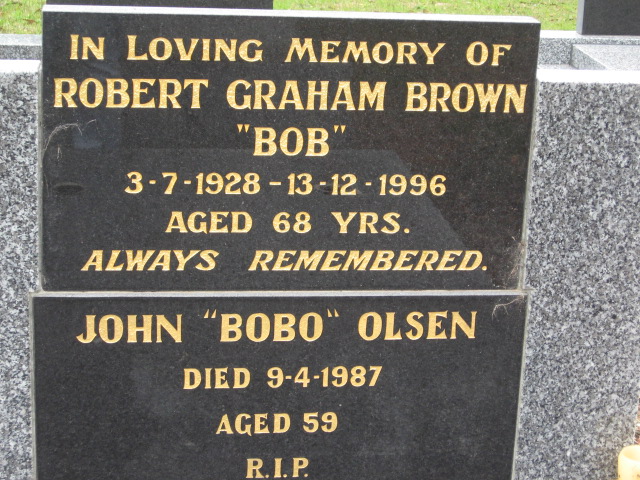 IN LOVING MEMORY OF
ROBERT GRAHAM BROWN
"BOB"
3-7-1928-13-12-1996
AGED 68 YRS.
ALWAYS REMEMBERED.
JOHN "BOBO" OLSEN
DIED 9-4-1987
AGED 59
R.I.P.